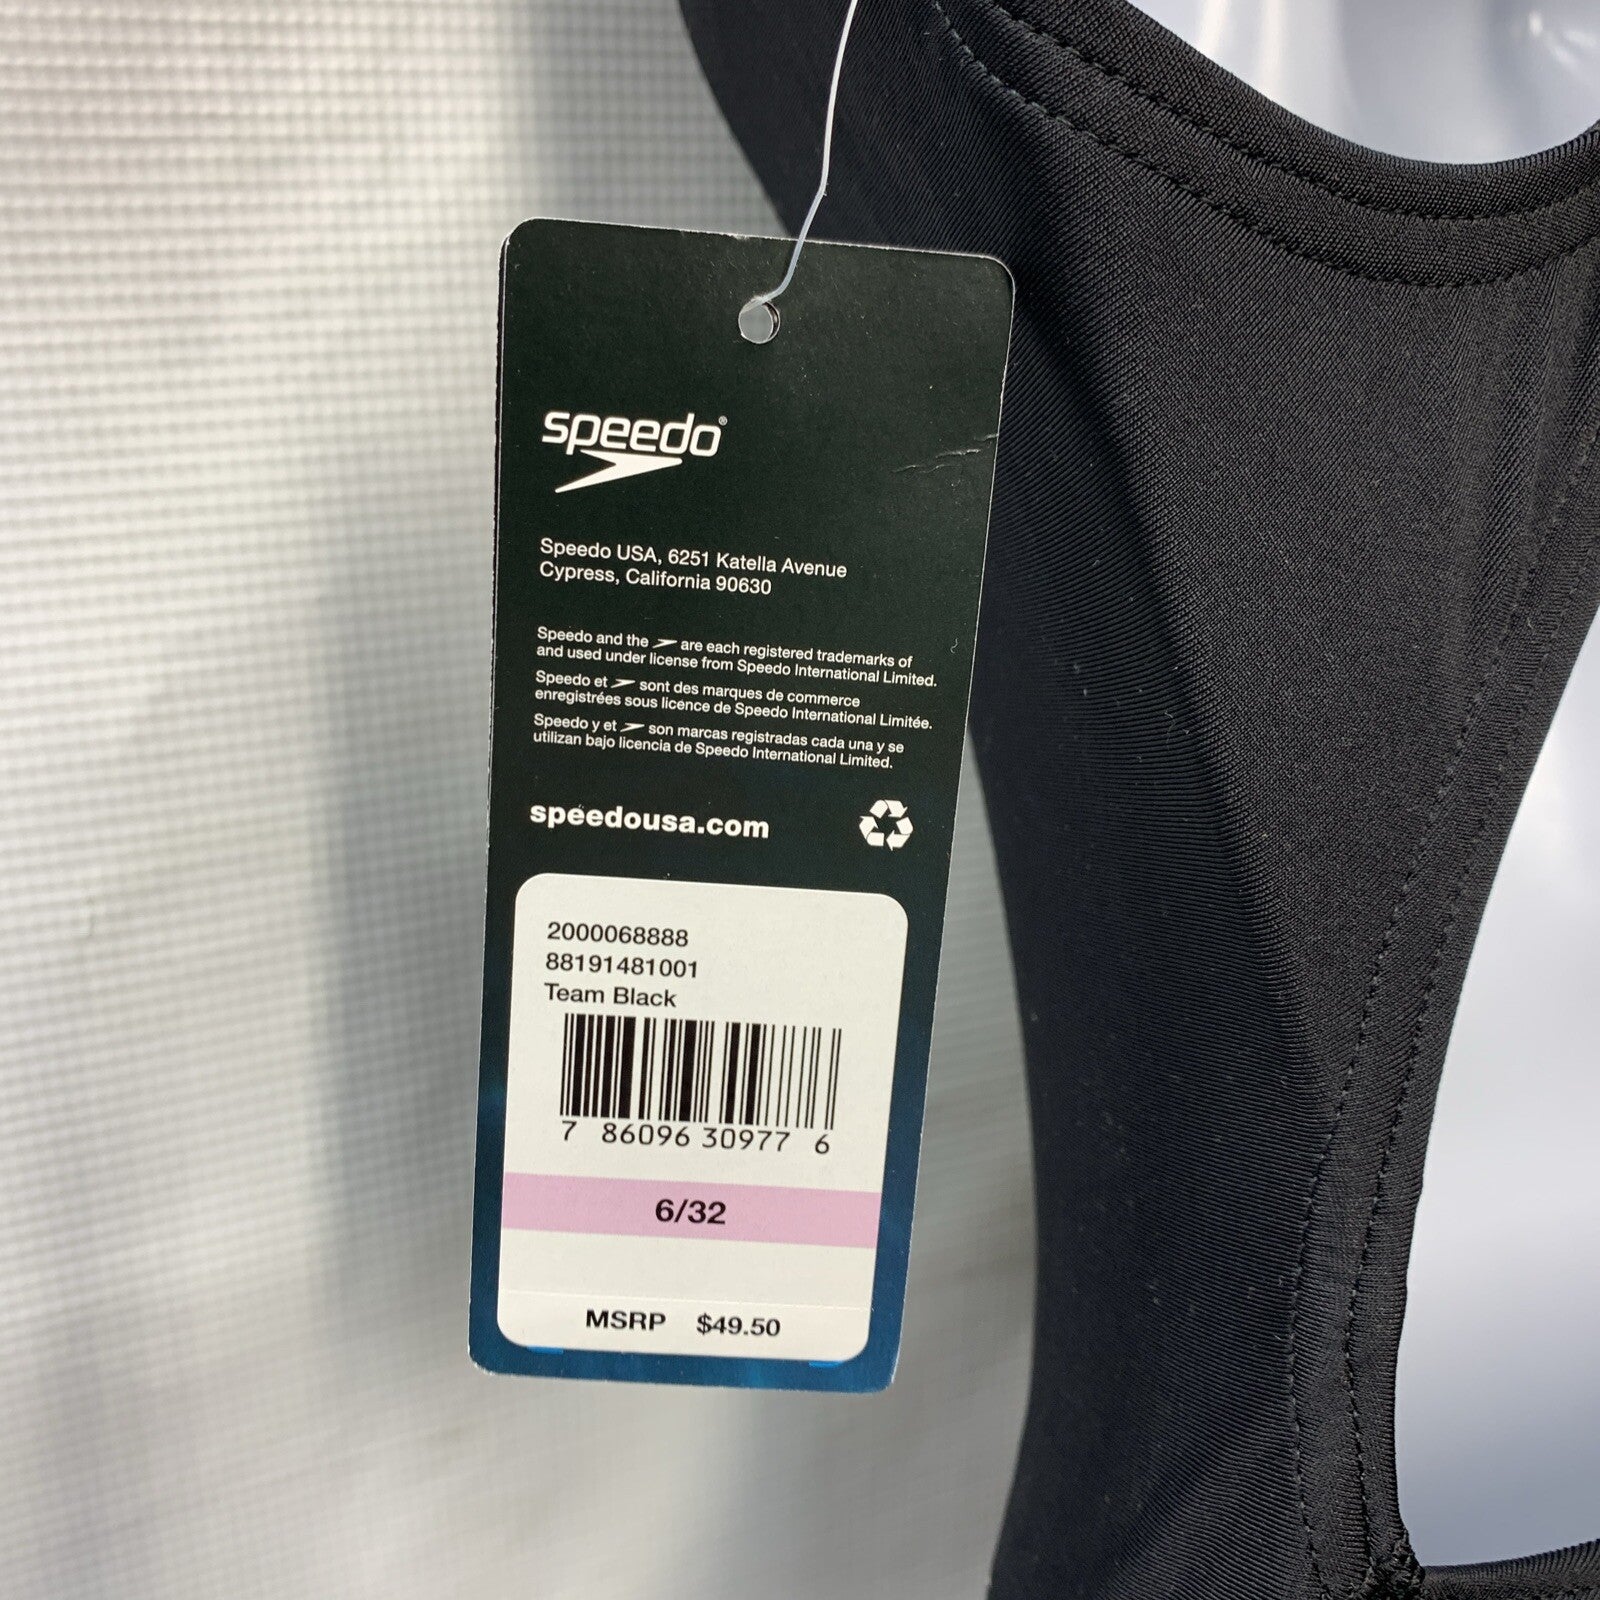 speedo®
Speedo USA, 6251 Katella Avenue
Cypress, California 90630
Speedo and the are each registered trademarks of
and used under license from Speedo International Limited.
Speedo et sont des marques de commerce
enregistrées sous licence de Speedo International Limitée.
Speedo y et son marcas registradas cada una y se
utilizan bajo licencia de Speedo International Limited.
speedousa.com
2000068888
88191481001
Team Black
7 86096 30977 6
6/32
MSRP $49.50